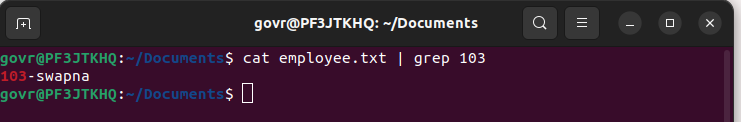 govr@PF3JTKHQ: ~/Documents
govr@PF3JTKHQ:~/Documents$ cat employee.txt | grep 103
103-swapna
govr@PF3JTKHQ:~/Documents$